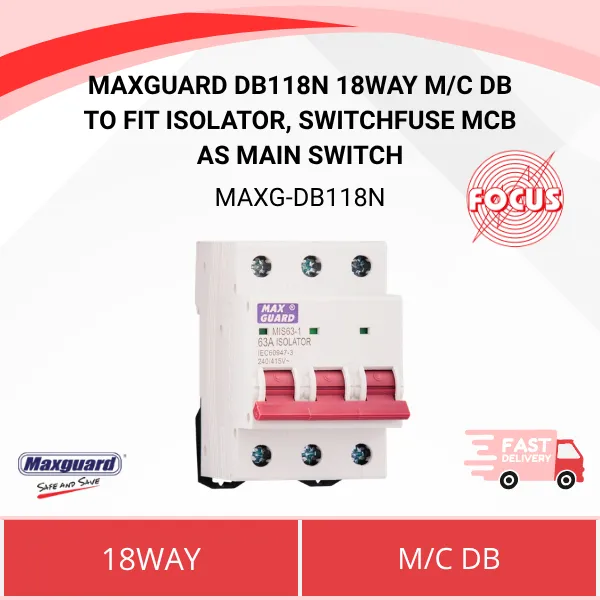 MAXGUARD DB118N 18WAY M/C DB
TO FIT ISOLATOR, SWITCHFUSE MCB
AS MAIN SWITCH
MAXG-DB118N
FOCUS
MAX ®
GUARD
MIS63-1
63A ISOLATOR
IEC60947-3
240/415V~
Maxguard®
SAFE AND SAVE
FAST
DELIVERY
18WAY
M/C DB